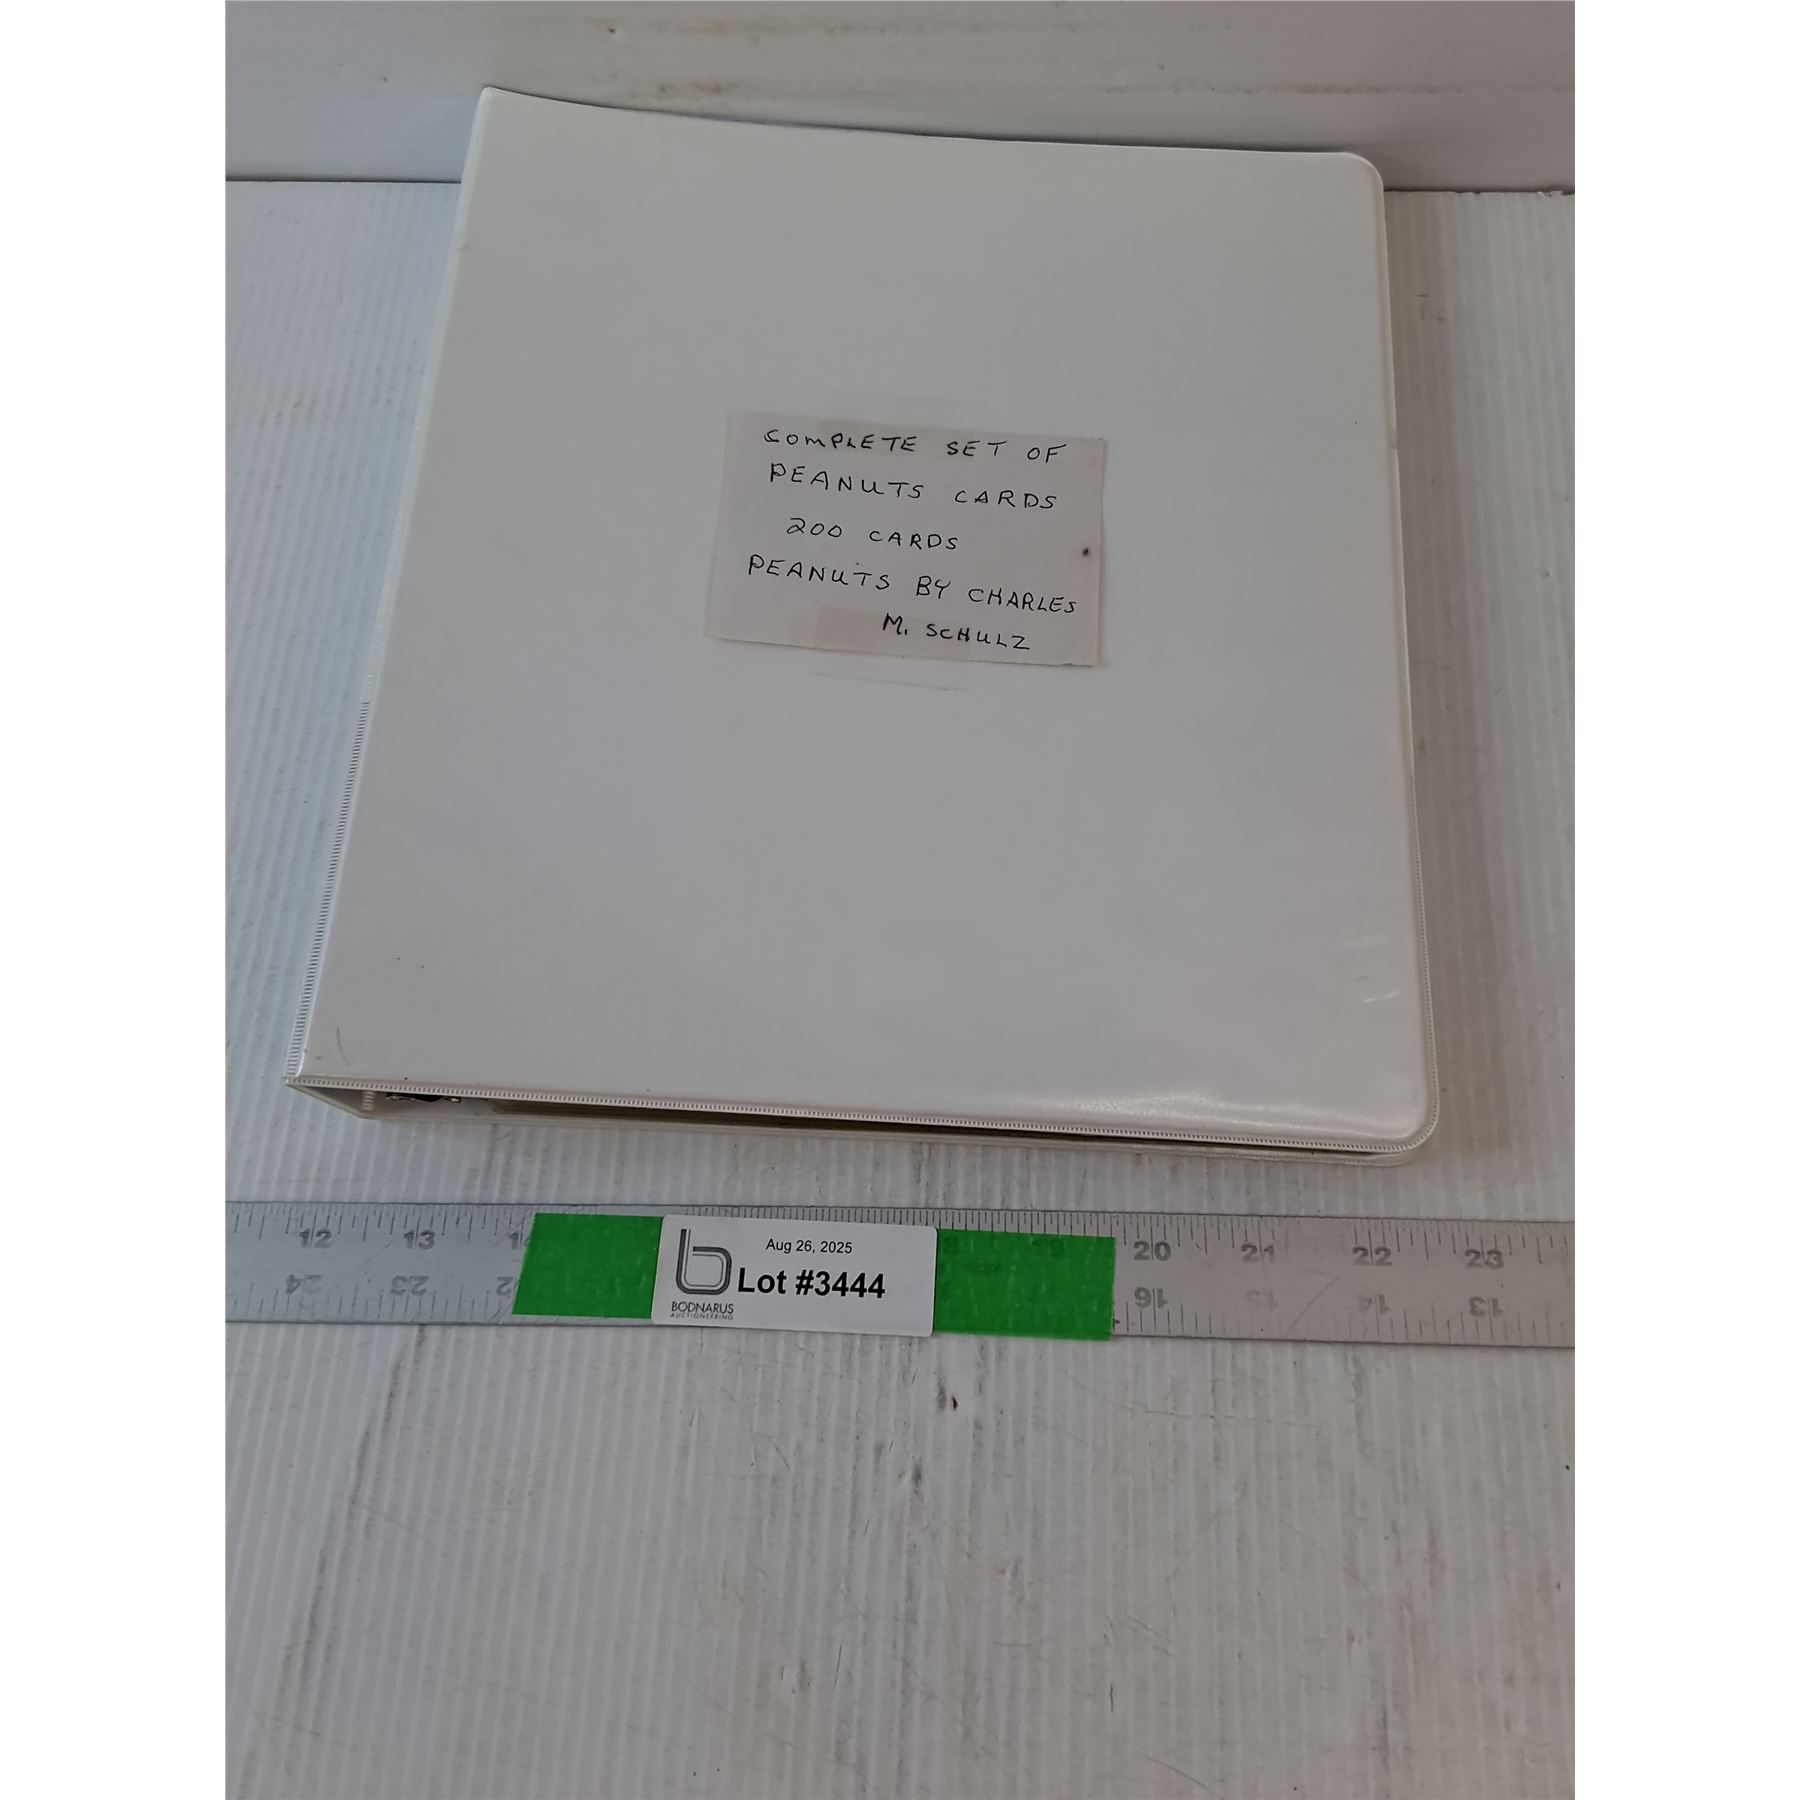 COMPLETE SET OF
PEANUTS CARDS
200 CARDS
PEANUTS BY CHARLES
M. SCHULZ
12 13 20 21 22 23
24 23 16 15 14 13
Aug 26, 2025
Lot #3444
BODNARUS
AUCTIONEERING